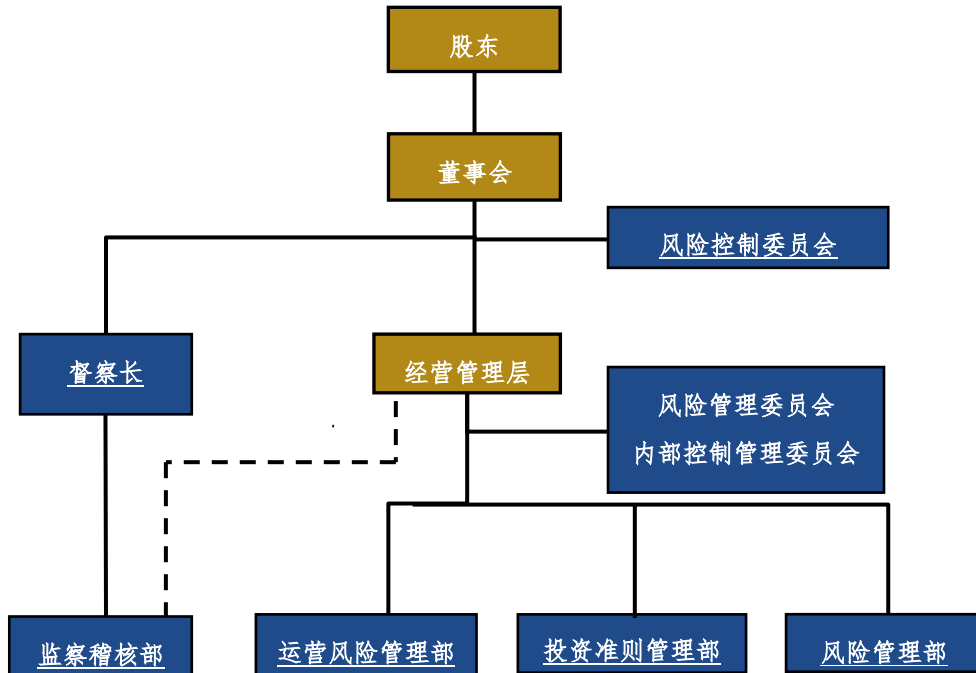 股东
董事会
风险控制委员会
督察长
经营管理层
风险管理委员会
内部控制管理委员会
监察稽核部
运营风险管理部
投资准则管理部
风险管理部